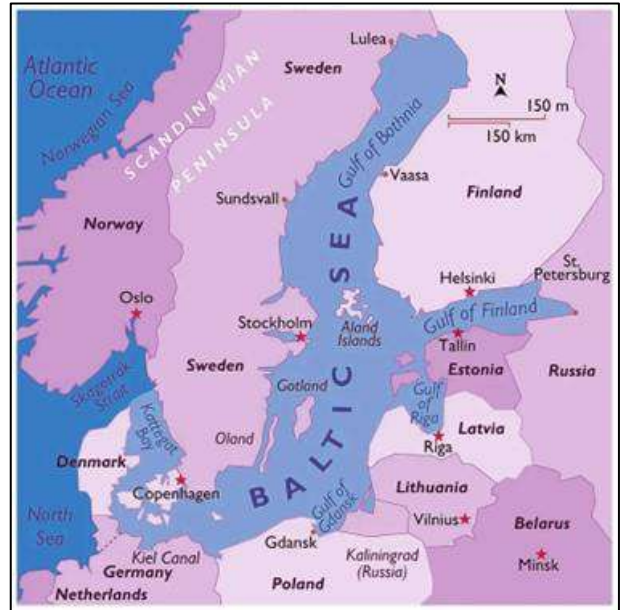 Lulea
Atlantic
Ocean
Sweden
N
150 m
150 km
Norwegian Sea
SCANDINAVIAN
PENINSULA
Gulf of Bothnia
Vaasa
Sundsvall
Finland
Norway
St.
Petersburg
Helsinki
Oslo
Stockholm
Aland
Islands
Gulf of Finland
Tallin
Sweden
Estonia
Russia
Skagerrak
Strait
Gotland
Gulf
of
Riga
Kattegat
Bay
Oland
BALTIC SEA
Latvia
Riga
Denmark
Copenhagen
Lithuania
Gulf of
Gdansk
Vilnius
Belarus
North
Sea
Gdansk
Kiel Canal
Kaliningrad
(Russia)
Minsk
Germany
Poland
Netherlands